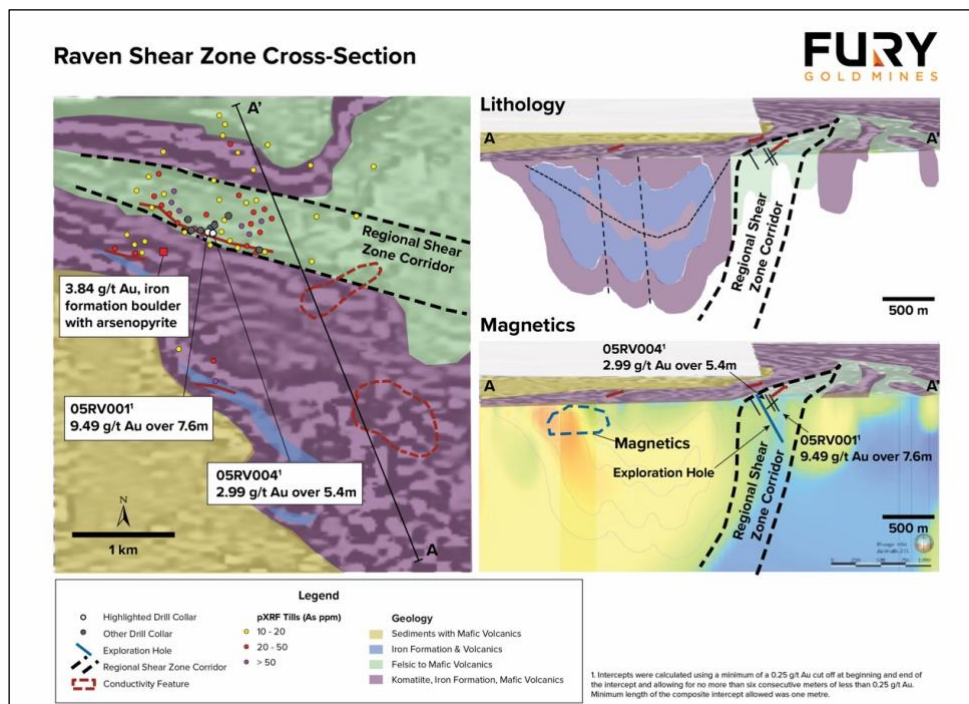 Raven Shear Zone Cross-Section
FURY
GOLD MINES
A'
Regional Shear
Zone Corridor
3.84 g/t Au, iron
formation boulder
with arsenopyrite
05RV001¹
9.49 g/t Au over 7.6m
05RV004¹
2.99 g/t Au over 5.4m
N
1 km
A
Lithology
A
A'
Regional Shear
Zone Corridor
500 m
Magnetics
05RV004¹
2.99 g/t Au over 5.4m
A
A'
Magnetics
Exploration Hole
05RV001¹
9.49 g/t Au over 7.6m
Regional Shear
Zone Corridor
500 m
Legend
Highlighted Drill Collar
Other Drill Collar
Exploration Hole
Regional Shear Zone Corridor
Conductivity Feature
pXRF Tills (As ppm)
10 - 20
20 - 50
> 50
Geology
Sediments with Mafic Volcanics
Iron Formation & Volcanics
Felsic to Mafic Volcanics
Komatiite, Iron Formation, Mafic Volcanics
1. Intercepts were calculated using a minimum of a 0.25 g/t Au cut off at beginning and end of
the intercept and allowing for no more than six consecutive meters of less than 0.25 g/t Au.
Minimum length of the composite intercept allowed was one metre.